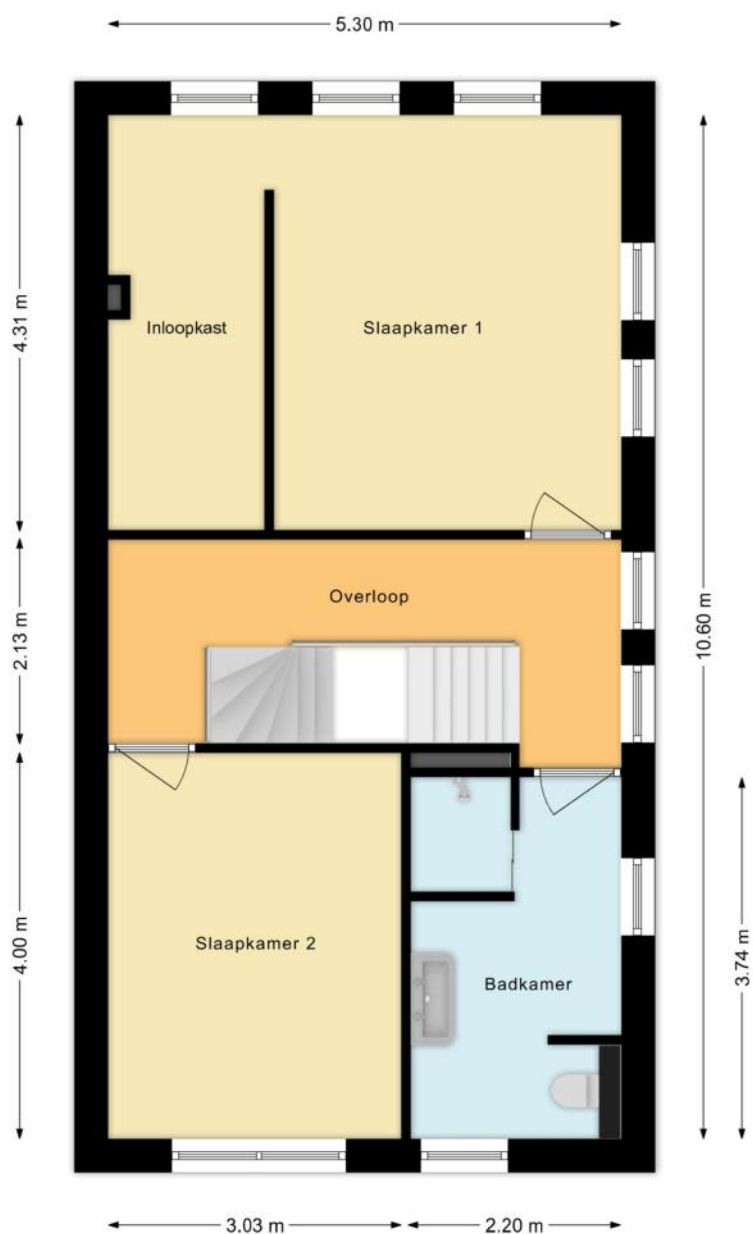 5.30 m
4.31 m
Inloopkast
Slaapkamer 1
Overloop
2.13 m
10.60 m
4.00 m
Slaapkamer 2
Badkamer
3.74 m
3.03 m
2.20 m